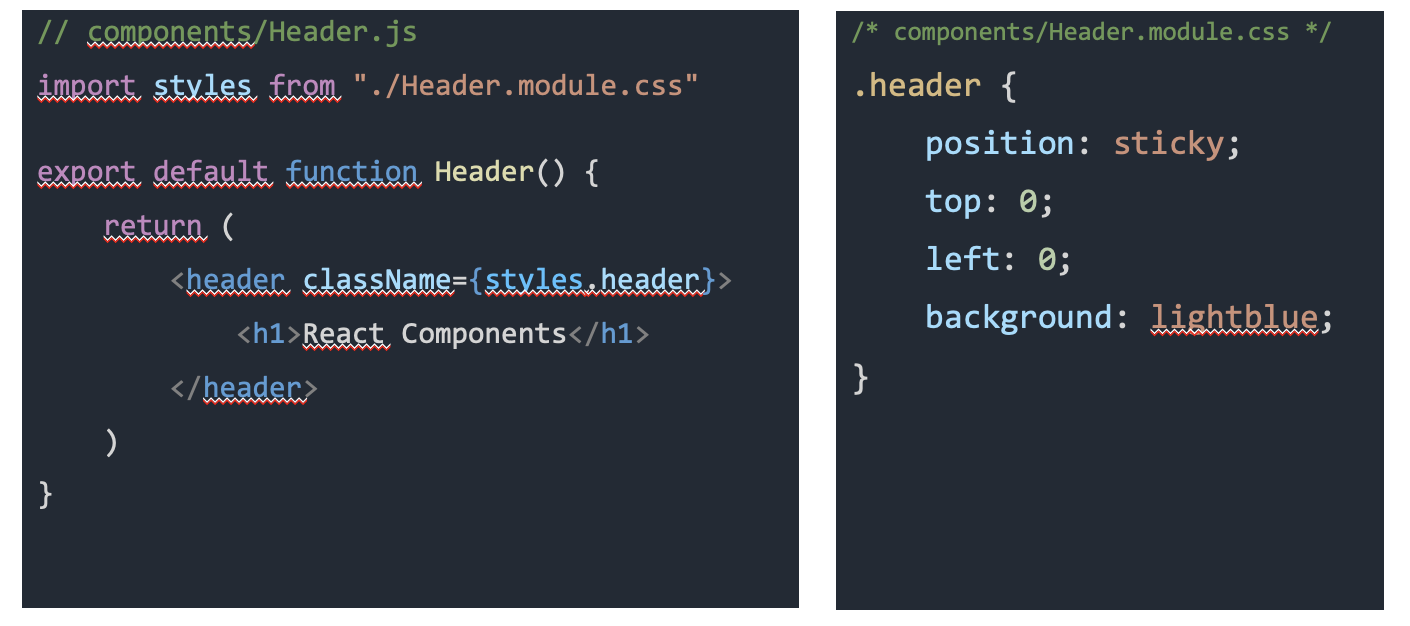 // components/Header.js
import styles from "./Header.module.css"
export default function Header() {
    return (
        <header className={styles.header}>
            <h1>React Components</h1>
        </header>
    )
}
/* components/Header.module.css */
.header {
    position: sticky;
    top: 0;
    left: 0;
    background: lightblue;
}